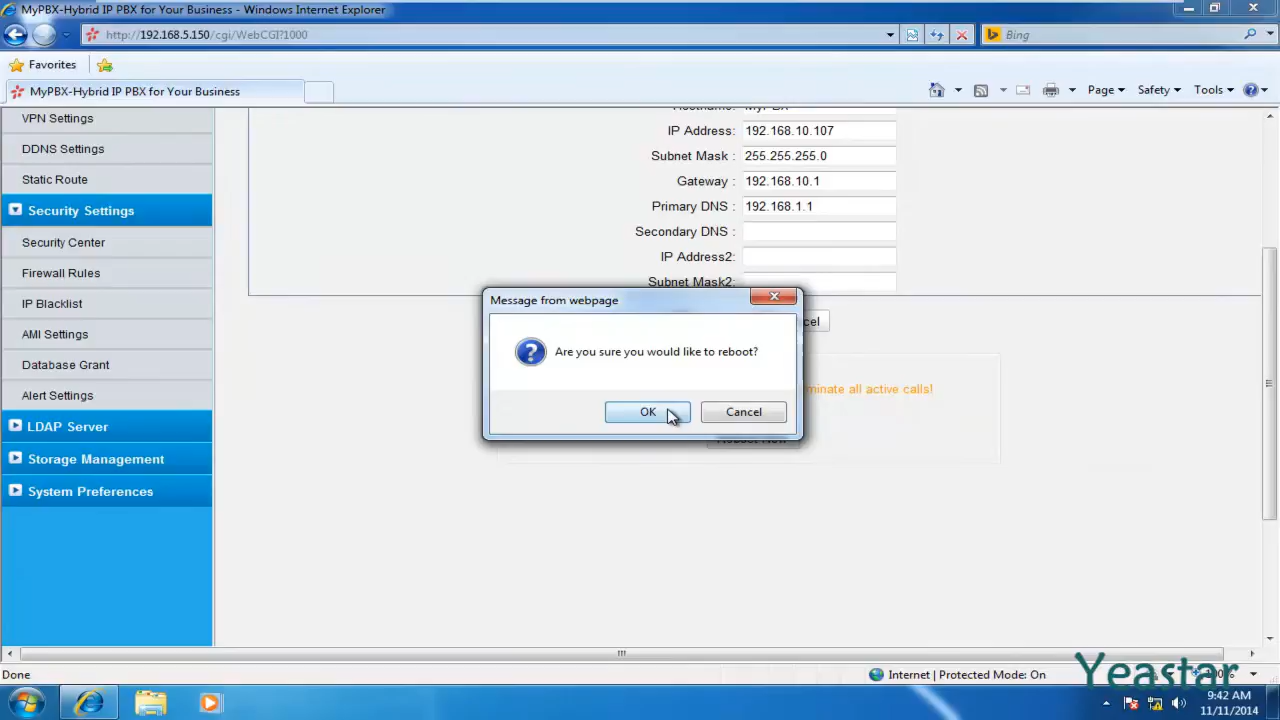 MyPBX-Hybrid IP PBX for Your Business - Windows Internet Explorer
http://192.168.5.150/cgi/WebCGI?1000
Bing
Favorites
MyPBX-Hybrid IP PBX for Your Business
Page
Safety
Tools
VPN Settings
DDNS Settings
Static Route
Security Settings
Security Center
Firewall Rules
IP Blacklist
AMI Settings
Database Grant
Alert Settings
LDAP Server
Storage Management
System Preferences
Hostname: MyPBX
IP Address: 192.168.10.107
Subnet Mask : 255.255.255.0
Gateway : 192.168.10.1
Primary DNS : 192.168.1.1
Secondary DNS :
IP Address2:
Subnet Mask2:
Message from webpage
Are you sure you would like to reboot?
OK
Cancel
cel
minate all active calls!
Reboot Now
Done
Internet | Protected Mode: On
Yeastar
9:42 AM
11/11/2014